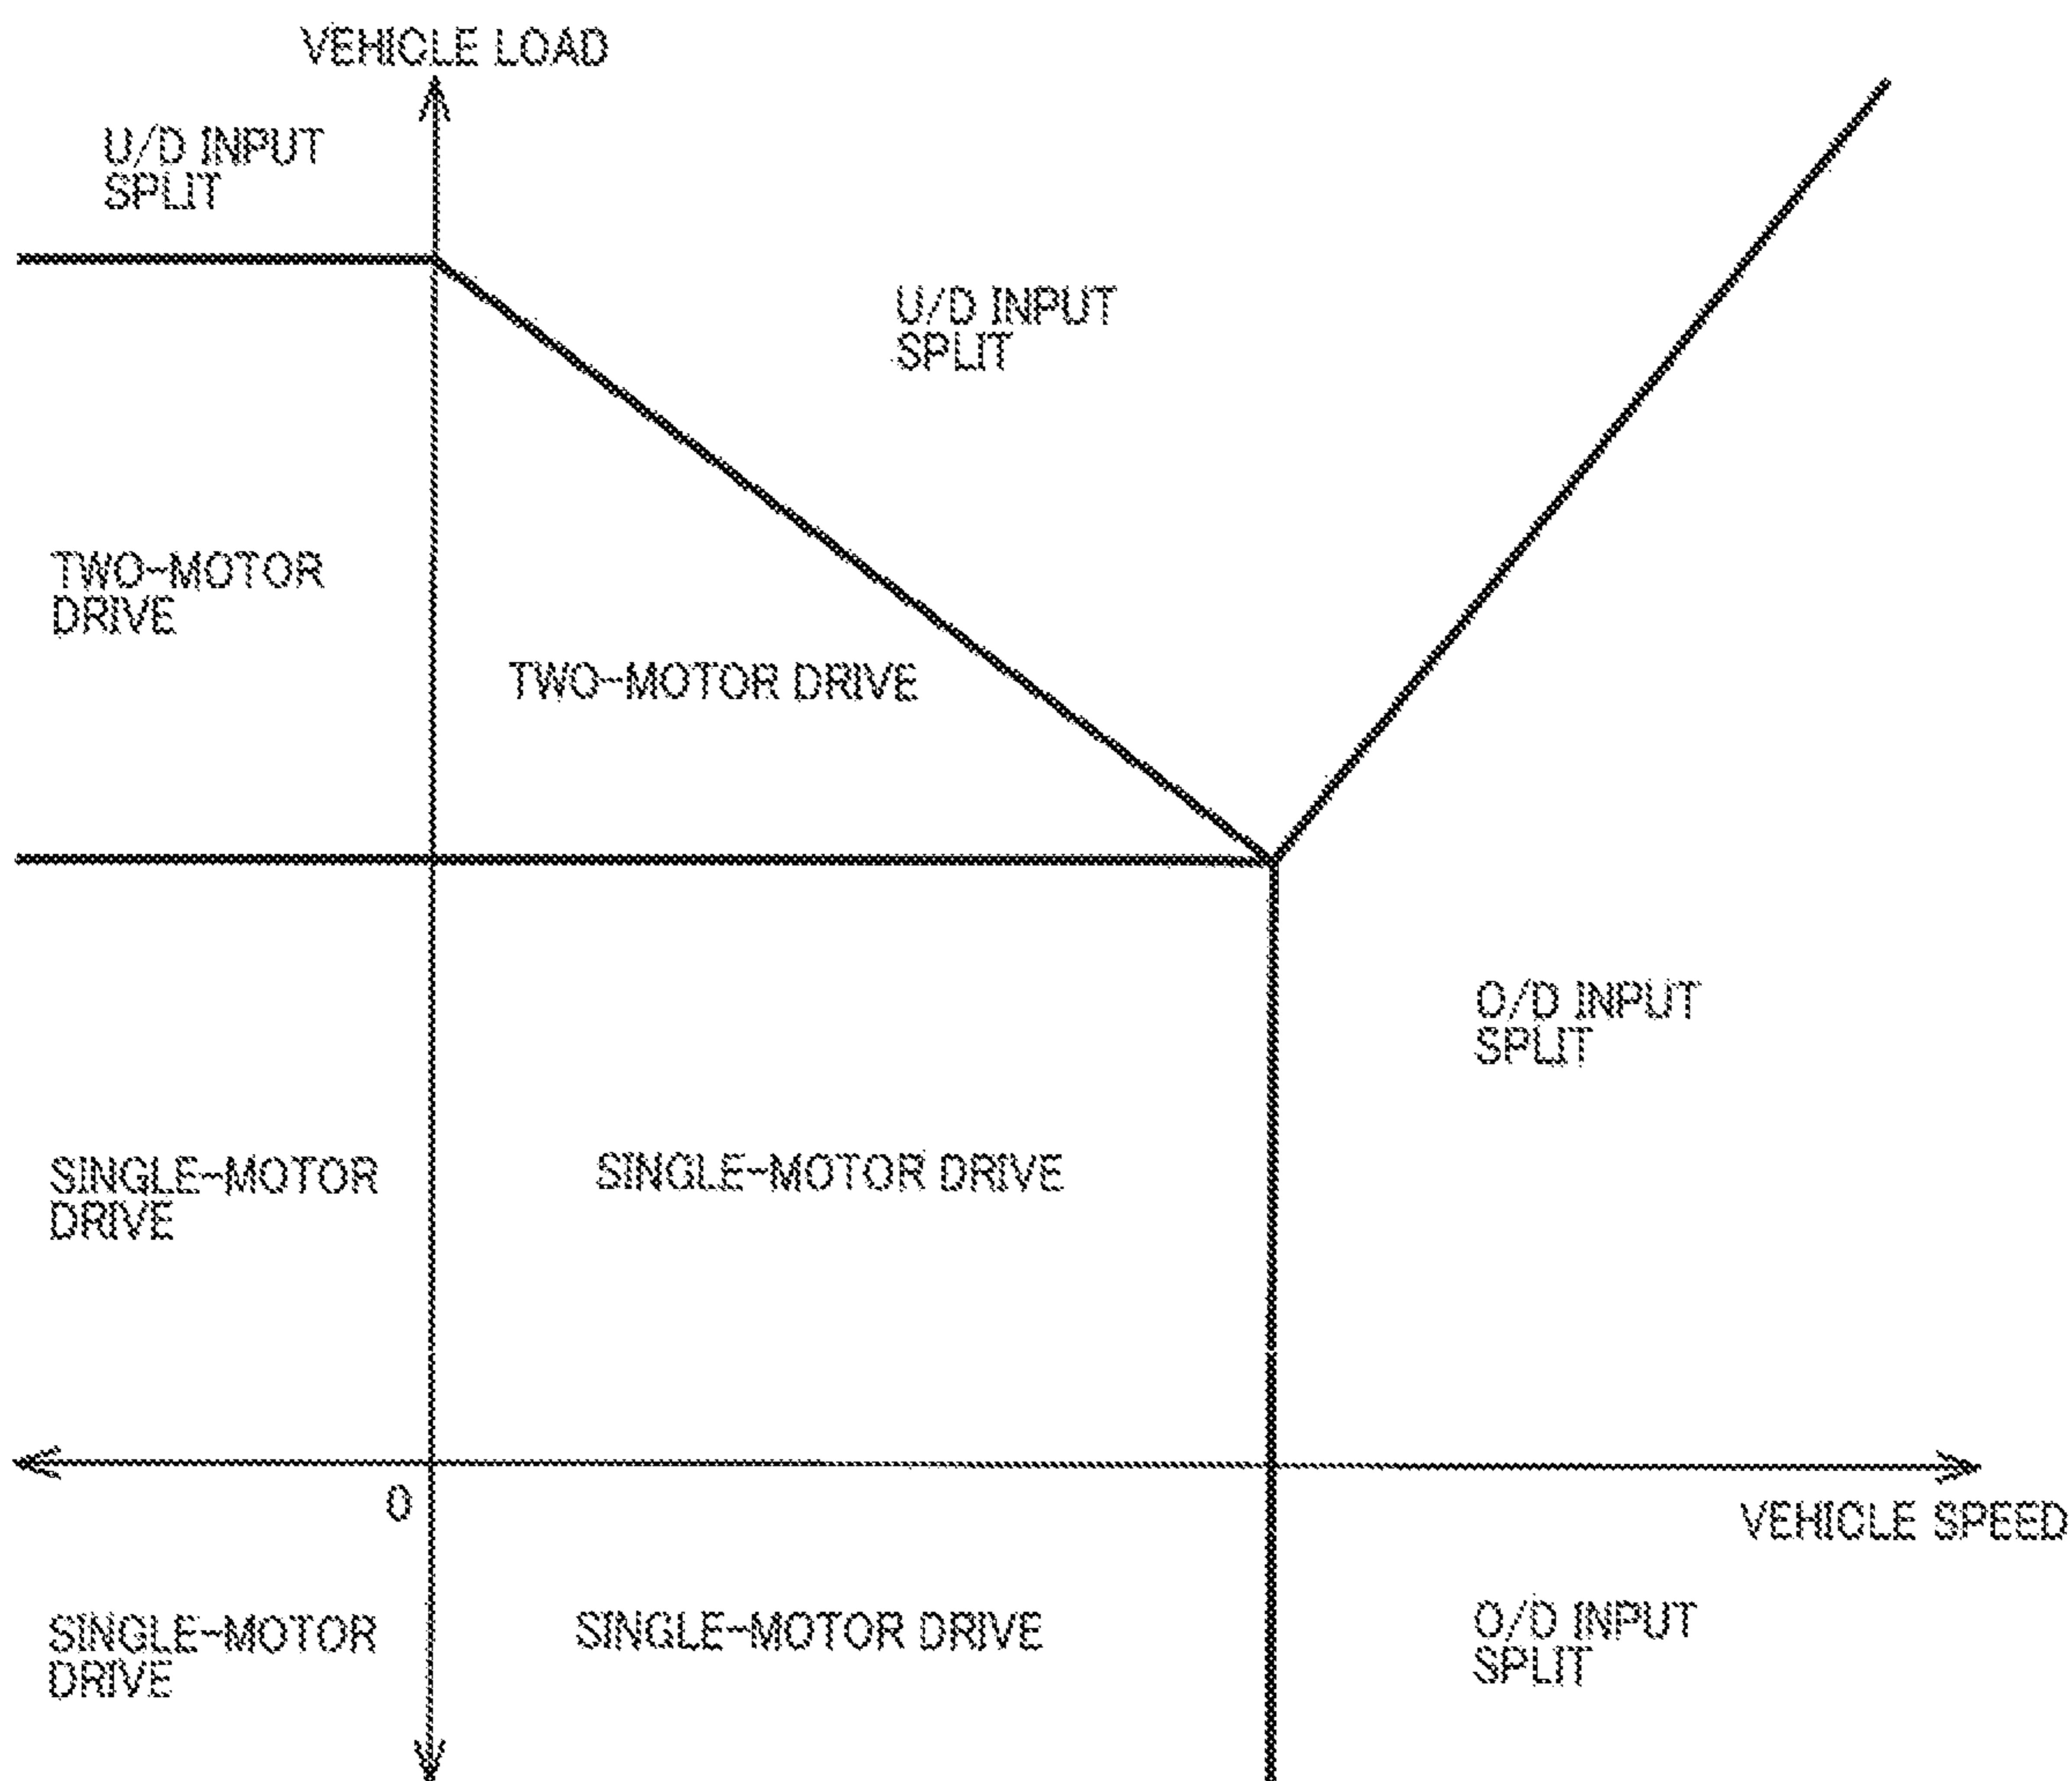 VEHICLE LOAD
U/D INPUT
SPLIT
U/D INPUT
SPLIT
TWO-MOTOR
DRIVE
TWO-MOTOR DRIVE
O/D INPUT
SPLIT
SINGLE-MOTOR
DRIVE
SINGLE-MOTOR DRIVE
0
VEHICLE SPEED
SINGLE-MOTOR
DRIVE
SINGLE-MOTOR DRIVE
O/D INPUT
SPLIT